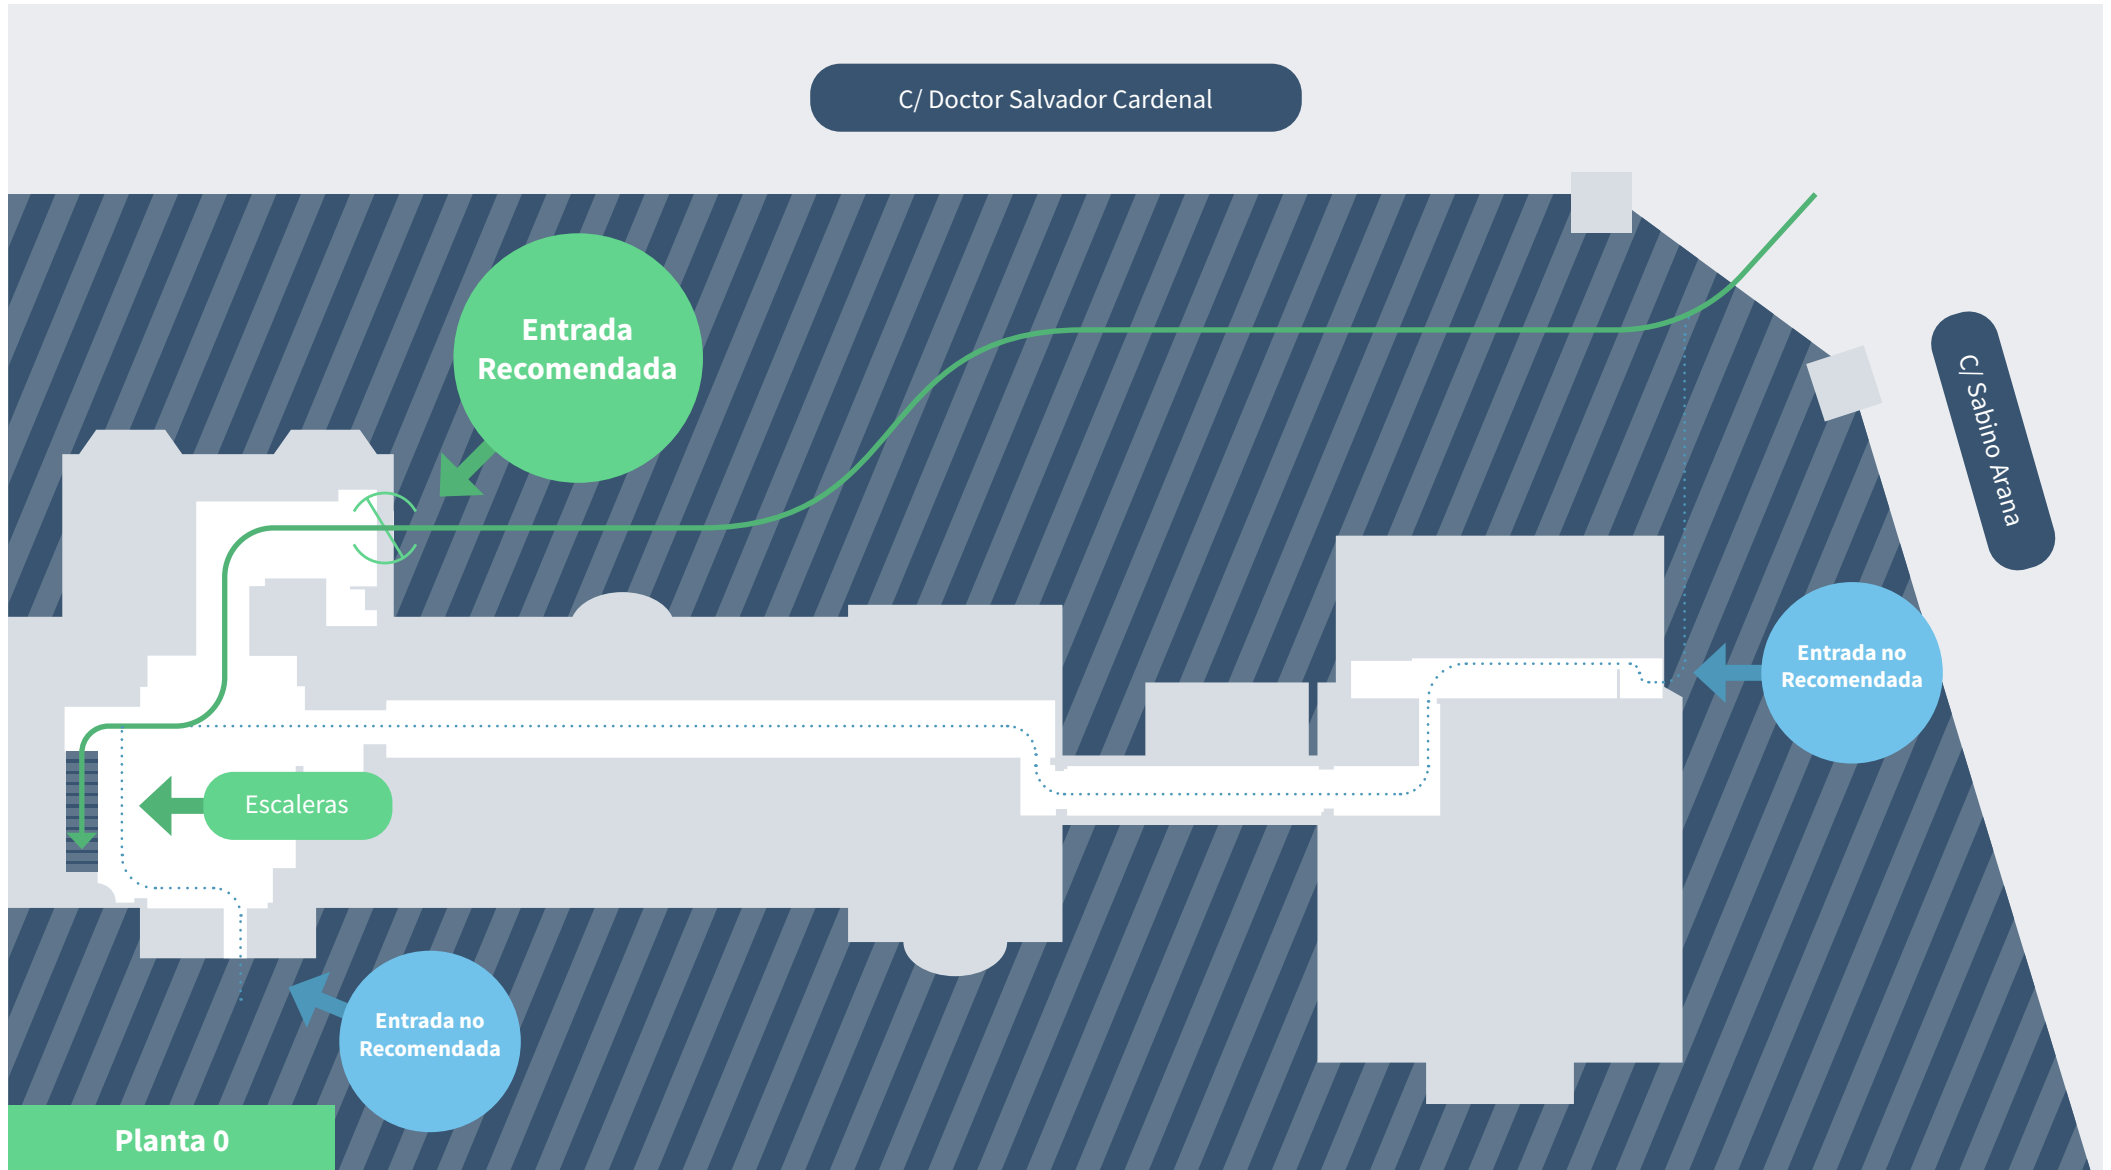 C/ Doctor Salvador Cardenal
Entrada
Recomendada
C/ Sabino Arana
Entrada no
Recomendada
Escaleras
Entrada no
Recomendada
Planta 0